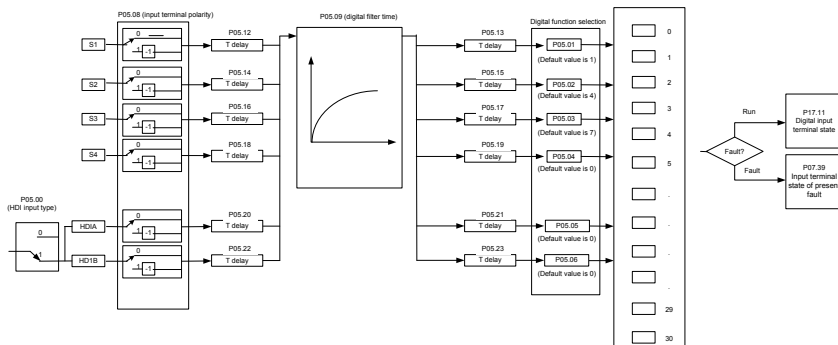 P05.08 (input terminal polarity)
P05.12
P05.09 (digital filter time)
P05.13
Digital function selection
S1
0
1
-1
T delay
T delay
P05.01
(Default value is 1)
0
1
P05.14
P05.15
S2
0
1
-1
T delay
T delay
P05.02
(Default value is 4)
2
P05.16
P05.17
S3
0
1
-1
T delay
T delay
P05.03
(Default value is 7)
3
4
P05.18
P05.19
S4
0
1
-1
T delay
T delay
P05.04
(Default value is 0)
5
Run
Fault?
Fault
P17.11
Digital input
terminal state
P07.39
Input terminal
state of present
fault
P05.00
(HDI input type)
0
1
P05.20
P05.21
HDIA
0
1
-1
T delay
T delay
P05.05
(Default value is 0)
.
.
P05.22
P05.23
HD1B
0
1
-1
T delay
T delay
P05.06
(Default value is 0)
.
.
29
30